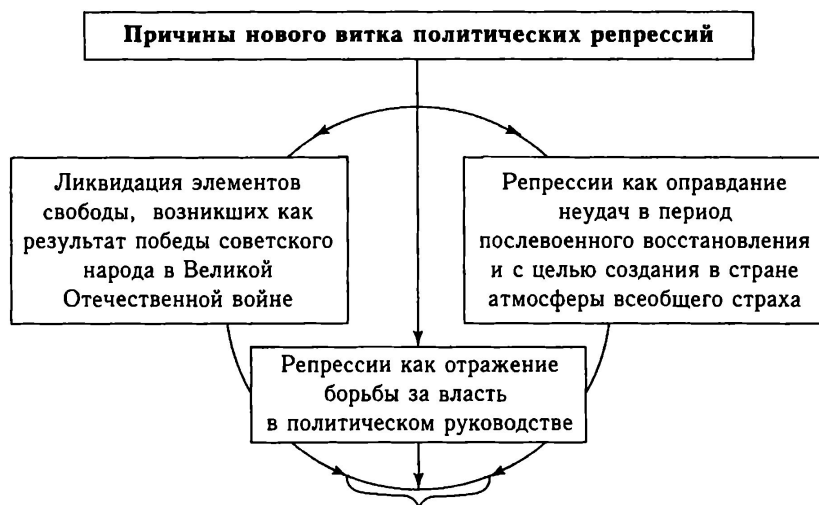 Причины нового витка политических репрессий
Ликвидация элементов
свободы, возникших как
результат победы советского
народа в Великой
Отечественной войне
Репрессии как оправдание
неудач в период
послевоенного восстановления
и с целью создания в стране
атмосферы всеобщего страха
Репрессии как отражение
борьбы за власть
в политическом руководстве